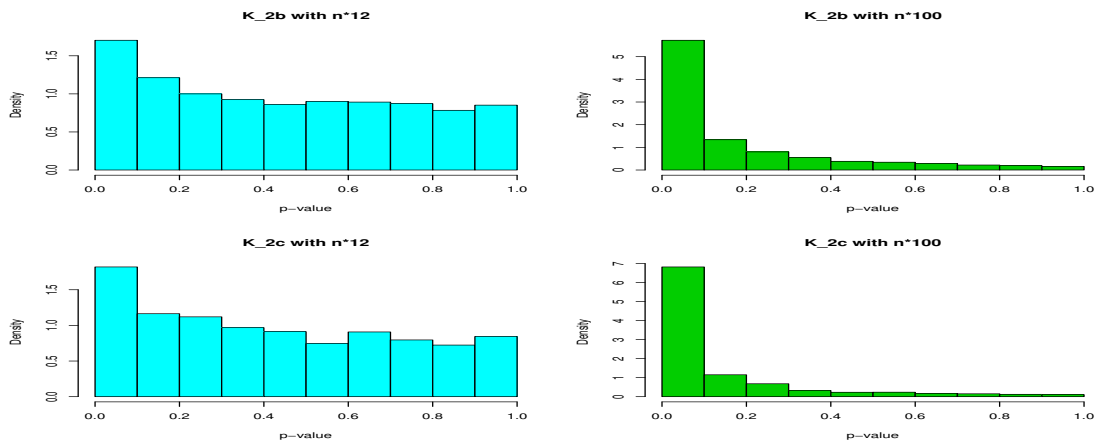 K_2b with n*12
Density
0.0 0.5 1.0 1.5
0.0 0.2 0.4 0.6 0.8 1.0
p-value
K_2b with n*100
Density
0 1 2 3 4 5
0.0 0.2 0.4 0.6 0.8 1.0
p-value
K_2c with n*12
Density
0.0 0.5 1.0 1.5
0.0 0.2 0.4 0.6 0.8 1.0
p-value
K_2c with n*100
Density
0 1 2 3 4 5 6 7
0.0 0.2 0.4 0.6 0.8 1.0
p-value